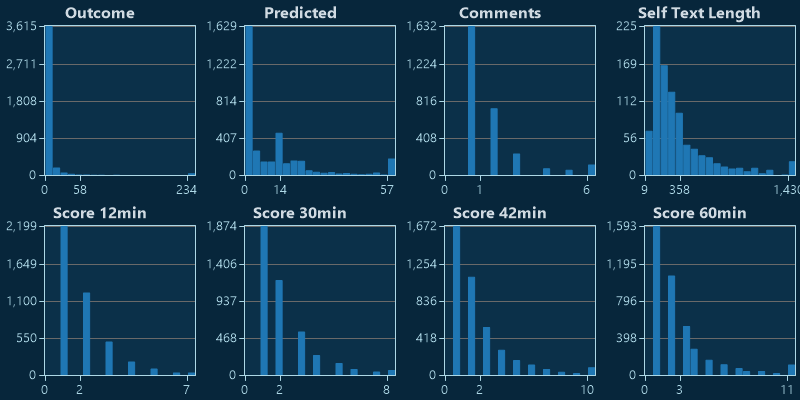 Outcome
3,615
2,711
1,808
904
0
0 58 234
Predicted
1,629
1,222
814
407
0
0 14 57
Comments
1,632
1,224
816
408
0
0 1 6
Self Text Length
225
169
112
56
0
9 358 1,430
Score 12min
2,199
1,649
1,100
550
0
0 2 7
Score 30min
1,874
1,406
937
468
0
0 2 8
Score 42min
1,672
1,254
836
418
0
0 2 10
Score 60min
1,593
1,195
796
398
0
0 3 11